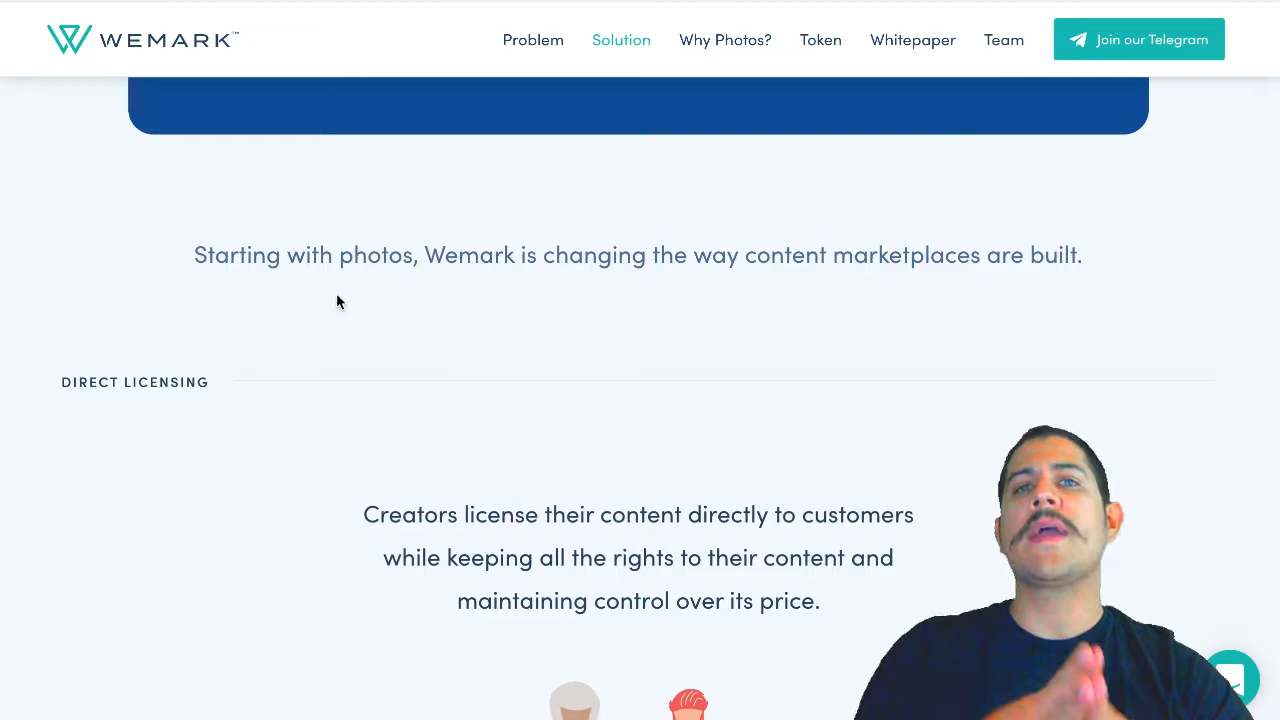 WEMARK™
Problem
Solution
Why Photos?
Token
Whitepaper
Team
Join our Telegram
Starting with photos, Wemark is changing the way content marketplaces are built.
DIRECT LICENSING
Creators license their content directly to customers
while keeping all the rights to their content and
maintaining control over its price.